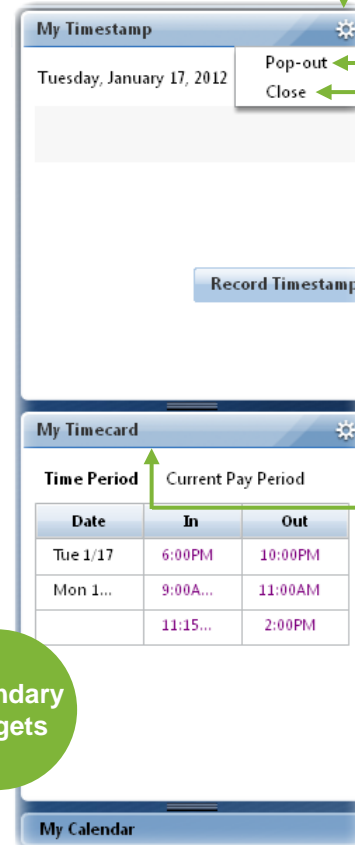 My Timestamp
Tuesday, January 17, 2012
Pop-out
Close
Record Timestamp
My Timecard
Time Period Current Pay Period
Date In Out
Tue 1/17 6:00PM 10:00PM
Mon 1... 9:00A... 11:00AM
11:15... 2:00PM
ndary
gets
My Calendar